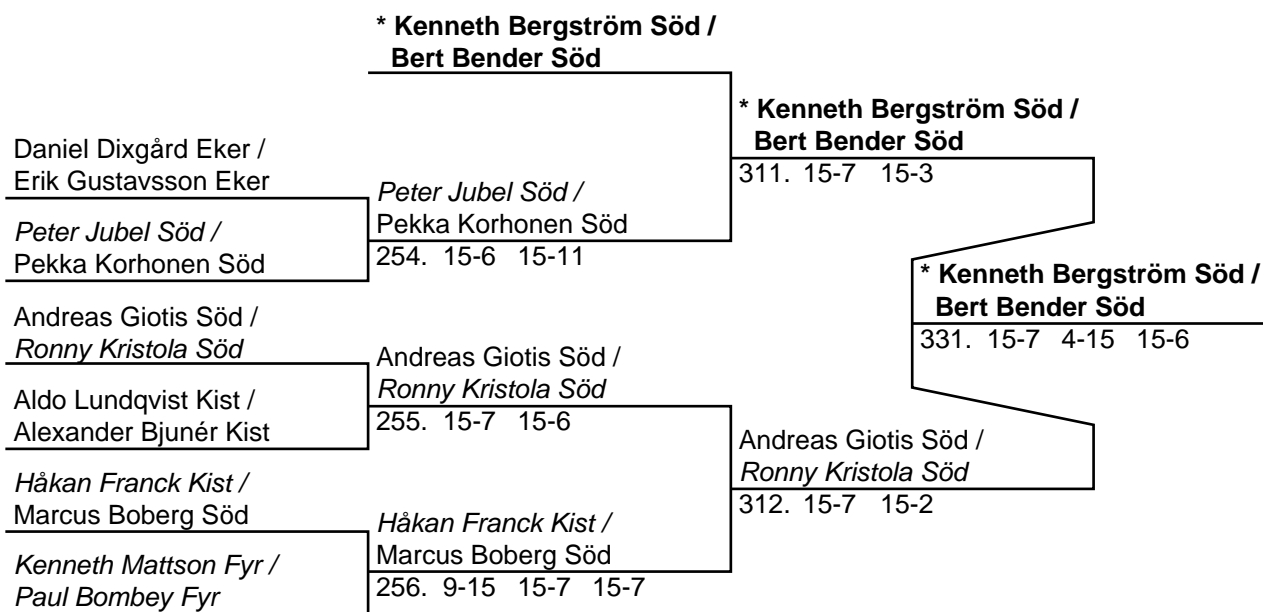 * Kenneth Bergström Söd /
Bert Bender Söd
* Kenneth Bergström Söd /
Bert Bender Söd
311. 15-7 15-3
Daniel Dixgård Eker /
Erik Gustavsson Eker
Peter Jubel Söd /
Pekka Korhonen Söd
254. 15-6 15-11
Peter Jubel Söd /
Pekka Korhonen Söd
* Kenneth Bergström Söd /
Bert Bender Söd
331. 15-7 4-15 15-6
Andreas Giotis Söd /
Ronny Kristola Söd
Andreas Giotis Söd /
Ronny Kristola Söd
255. 15-7 15-6
Aldo Lundqvist Kist /
Alexander Bjunér Kist
Andreas Giotis Söd /
Ronny Kristola Söd
312. 15-7 15-2
Håkan Franck Kist /
Marcus Boberg Söd
Håkan Franck Kist /
Marcus Boberg Söd
256. 9-15 15-7 15-7
Kenneth Mattson Fyr /
Paul Bombey Fyr